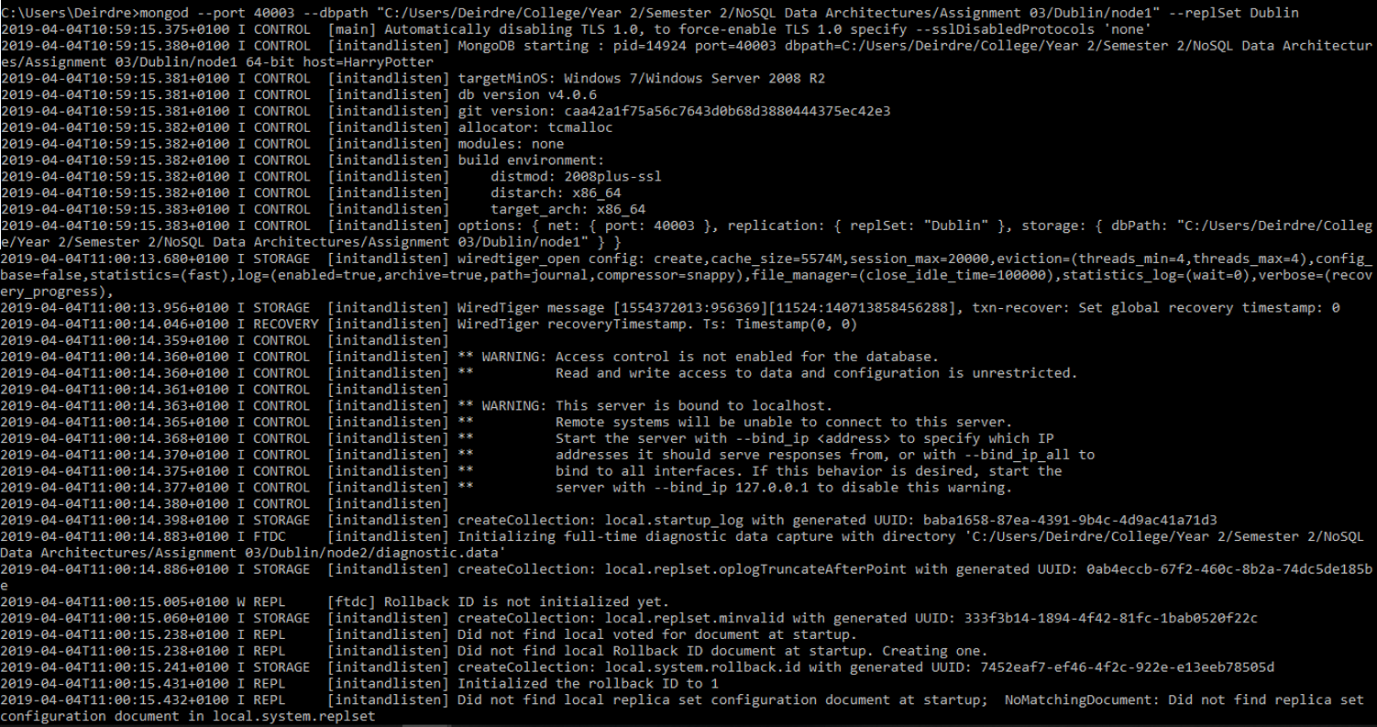 C:\Users\Deirdre>mongod --port 40003 --dbpath "C:/Users/Deirdre/College/Year 2/Semester 2/NoSQL Data Architectures/Assignment 03/Dublin/node1" --replSet Dublin
2019-04-04T10:59:15.375+0100 I CONTROL  [main] Automatically disabling TLS 1.0, to force-enable TLS 1.0 specify --sslDisabledProtocols 'none'
2019-04-04T10:59:15.380+0100 I CONTROL  [initandlisten] MongoDB starting : pid=14924 port=40003 dbpath=C:/Users/Deirdre/College/Year 2/Semester 2/NoSQL Data Architectur
es/Assignment 03/Dublin/node1 64-bit host=HarryPotter
2019-04-04T10:59:15.381+0100 I CONTROL  [initandlisten] targetMinOS: Windows 7/Windows Server 2008 R2
2019-04-04T10:59:15.381+0100 I CONTROL  [initandlisten] db version v4.0.6
2019-04-04T10:59:15.381+0100 I CONTROL  [initandlisten] git version: caa42a1f75a56c7643d0b68d3880444375ec42e3
2019-04-04T10:59:15.382+0100 I CONTROL  [initandlisten] allocator: tcmalloc
2019-04-04T10:59:15.382+0100 I CONTROL  [initandlisten] modules: none
2019-04-04T10:59:15.382+0100 I CONTROL  [initandlisten] build environment:
2019-04-04T10:59:15.382+0100 I CONTROL  [initandlisten]     distmod: 2008plus-ssl
2019-04-04T10:59:15.382+0100 I CONTROL  [initandlisten]     distarch: x86_64
2019-04-04T10:59:15.383+0100 I CONTROL  [initandlisten]     target_arch: x86_64
2019-04-04T10:59:15.383+0100 I CONTROL  [initandlisten] options: { net: { port: 40003 }, replication: { replSet: "Dublin" }, storage: { dbPath: "C:/Users/Deirdre/Colleg
e/Year 2/Semester 2/NoSQL Data Architectures/Assignment 03/Dublin/node1" } }
2019-04-04T11:00:13.680+0100 I STORAGE  [initandlisten] wiredtiger_open config: create,cache_size=5574M,session_max=20000,eviction=(threads_min=4,threads_max=4),config_
base=false,statistics=(fast),log=(enabled=true,archive=true,path=journal,compressor=snappy),file_manager=(close_idle_time=100000),statistics_log=(wait=0),verbose=(recov
ery_progress),
2019-04-04T11:00:13.956+0100 I STORAGE  [initandlisten] WiredTiger message [1554372013:956369][11524:140713858456288], txn-recover: Set global recovery timestamp: 0
2019-04-04T11:00:14.046+0100 I RECOVERY [initandlisten] WiredTiger recoveryTimestamp. Ts: Timestamp(0, 0)
2019-04-04T11:00:14.359+0100 I CONTROL  [initandlisten]
2019-04-04T11:00:14.360+0100 I CONTROL  [initandlisten] ** WARNING: Access control is not enabled for the database.
2019-04-04T11:00:14.360+0100 I CONTROL  [initandlisten] **          Read and write access to data and configuration is unrestricted.
2019-04-04T11:00:14.361+0100 I CONTROL  [initandlisten]
2019-04-04T11:00:14.363+0100 I CONTROL  [initandlisten] ** WARNING: This server is bound to localhost.
2019-04-04T11:00:14.365+0100 I CONTROL  [initandlisten] **          Remote systems will be unable to connect to this server.
2019-04-04T11:00:14.368+0100 I CONTROL  [initandlisten] **          Start the server with --bind_ip <address> to specify which IP
2019-04-04T11:00:14.370+0100 I CONTROL  [initandlisten] **          addresses it should serve responses from, or with --bind_ip_all to
2019-04-04T11:00:14.375+0100 I CONTROL  [initandlisten] **          bind to all interfaces. If this behavior is desired, start the
2019-04-04T11:00:14.377+0100 I CONTROL  [initandlisten] **          server with --bind_ip 127.0.0.1 to disable this warning.
2019-04-04T11:00:14.380+0100 I CONTROL  [initandlisten]
2019-04-04T11:00:14.398+0100 I STORAGE  [initandlisten] createCollection: local.startup_log with generated UUID: baba1658-87ea-4391-9b4c-4d9ac41a71d3
2019-04-04T11:00:14.883+0100 I FTDC     [initandlisten] Initializing full-time diagnostic data capture with directory 'C:/Users/Deirdre/College/Year 2/Semester 2/NoSQL
Data Architectures/Assignment 03/Dublin/node2/diagnostic.data'
2019-04-04T11:00:14.886+0100 I STORAGE  [initandlisten] createCollection: local.replset.oplogTruncateAfterPoint with generated UUID: 0ab4eccb-67f2-460c-8b2a-74dc5de185b
e
2019-04-04T11:00:15.005+0100 W REPL     [ftdc] Rollback ID is not initialized yet.
2019-04-04T11:00:15.060+0100 I STORAGE  [initandlisten] createCollection: local.replset.minvalid with generated UUID: 333f3b14-1894-4f42-81fc-1bab0520f22c
2019-04-04T11:00:15.238+0100 I REPL     [initandlisten] Did not find local voted for document at startup.
2019-04-04T11:00:15.238+0100 I REPL     [initandlisten] Did not find local Rollback ID document at startup. Creating one.
2019-04-04T11:00:15.241+0100 I STORAGE  [initandlisten] createCollection: local.system.rollback.id with generated UUID: 7452eaf7-ef46-4f2c-922e-e13eeb78505d
2019-04-04T11:00:15.431+0100 I REPL     [initandlisten] Initialized the rollback ID to 1
2019-04-04T11:00:15.432+0100 I REPL     [initandlisten] Did not find local replica set configuration document at startup;  NoMatchingDocument: Did not find replica set
configuration document in local.system.replset